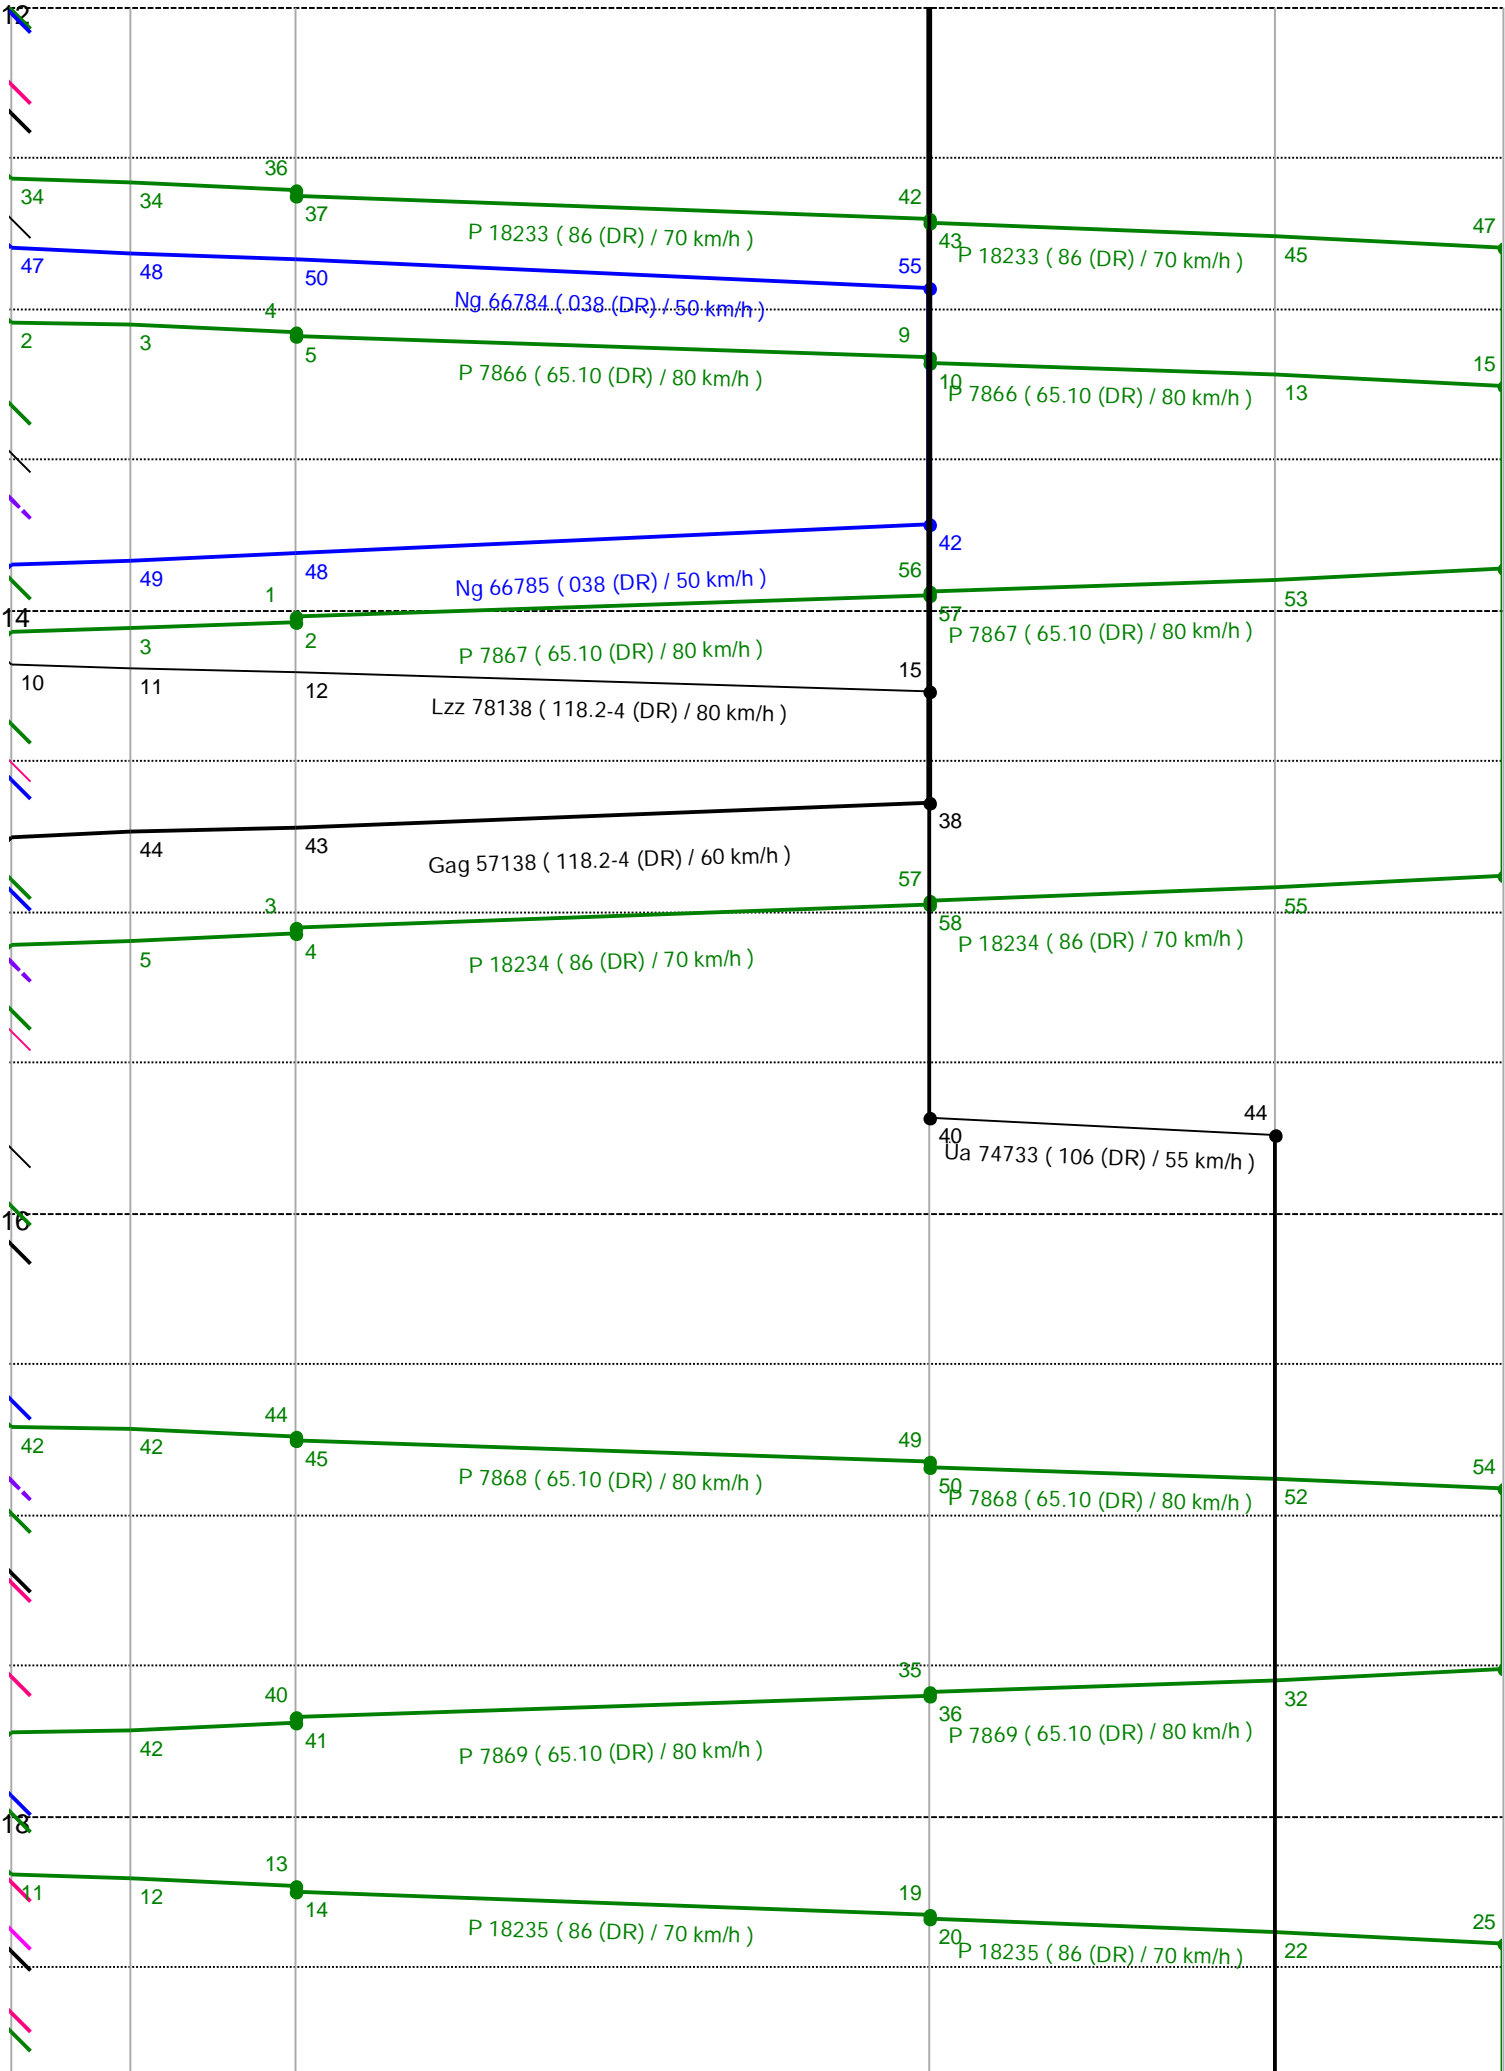 12
36
34 34 37 42 43 47
P 18233 ( 86 (DR) / 70 km/h )
P 18233 ( 86 (DR) / 70 km/h )
45
47 48 50 55
Ng 66784 ( 038 (DR) / 50 km/h )
4
2 3 5 9 10 15
P 7866 ( 65.10 (DR) / 80 km/h )
P 7866 ( 65.10 (DR) / 80 km/h )
13
42
49 48
Ng 66785 ( 038 (DR) / 50 km/h )
56
1
57 53
14
3 2
P 7867 ( 65.10 (DR) / 80 km/h )
P 7867 ( 65.10 (DR) / 80 km/h )
10 11 12 15
Lzz 78138 ( 118.2-4 (DR) / 80 km/h )
38
44 43
Gag 57138 ( 118.2-4 (DR) / 60 km/h )
57
3
58 55
5 4
P 18234 ( 86 (DR) / 70 km/h )
P 18234 ( 86 (DR) / 70 km/h )
44
40
Üa 74733 ( 106 (DR) / 55 km/h )
16
44
42 42 45 49 50 54
P 7868 ( 65.10 (DR) / 80 km/h )
P 7868 ( 65.10 (DR) / 80 km/h )
52
35
40
36 32
42 41
P 7869 ( 65.10 (DR) / 80 km/h )
P 7869 ( 65.10 (DR) / 80 km/h )
18
13
11 12 14 19 20 25
P 18235 ( 86 (DR) / 70 km/h )
P 18235 ( 86 (DR) / 70 km/h )
22